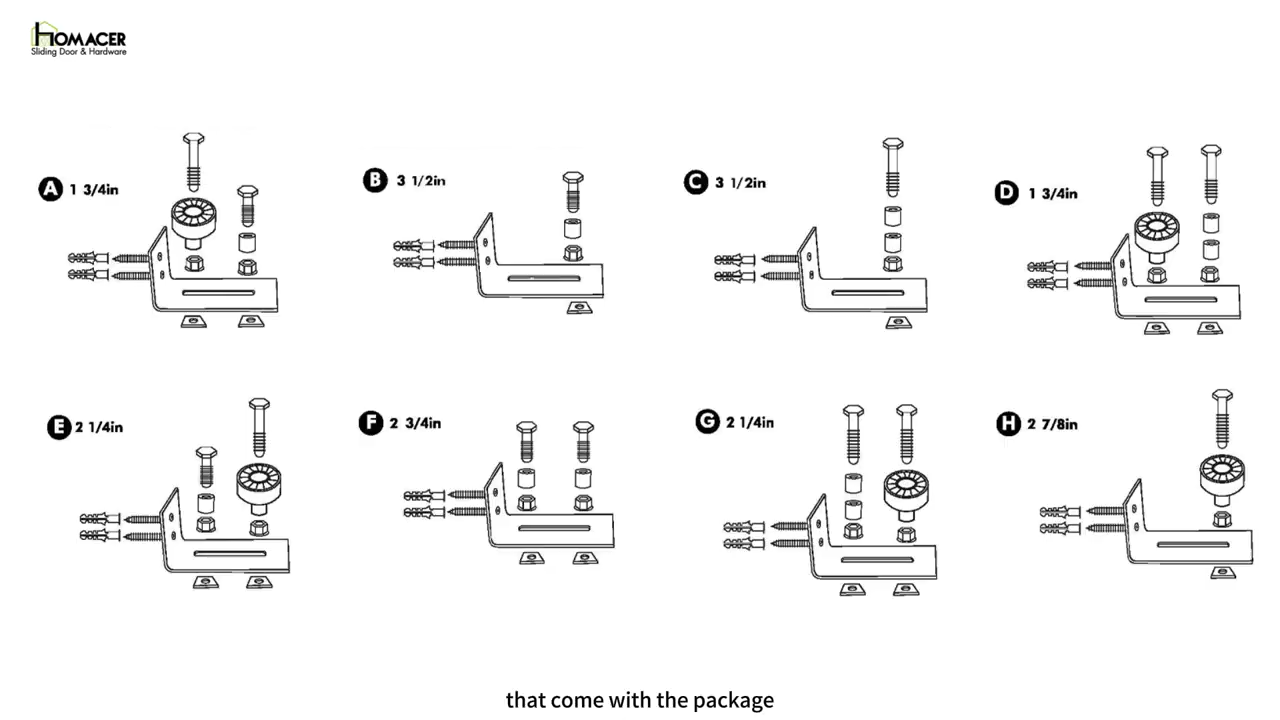 HOMACER
Sliding Door & Hardware
A 1 3/4in
B 3 1/2in
C 3 1/2in
D 1 3/4in
E 2 1/4in
F 2 3/4in
G 2 1/4in
H 2 7/8in
that come with the package